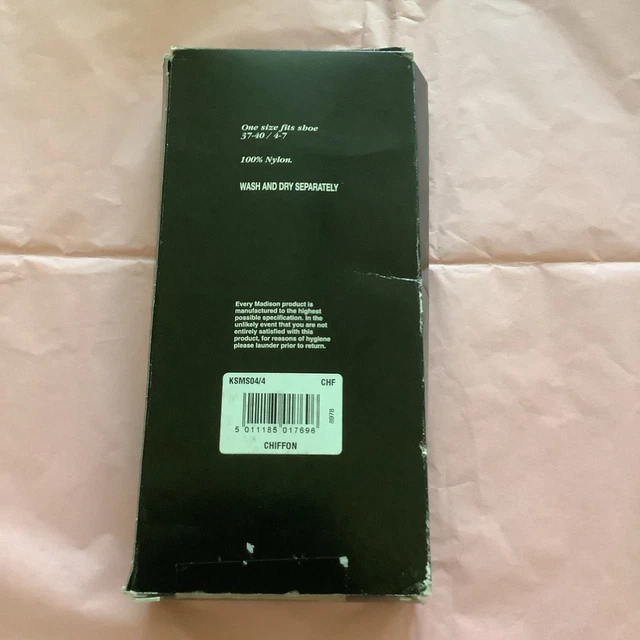 One size fits shoe
37-40 / 4-7
100% Nylon.
WASH AND DRY SEPARATELY
Every Madison product is
manufactured to the highest
possible specification. In the
unlikely event that you are not
entirely satisfied with this
product, for reasons of hygiene
please launder prior to return.
KSMS04/4 CHF
8978
5 011185 017696
CHIFFON